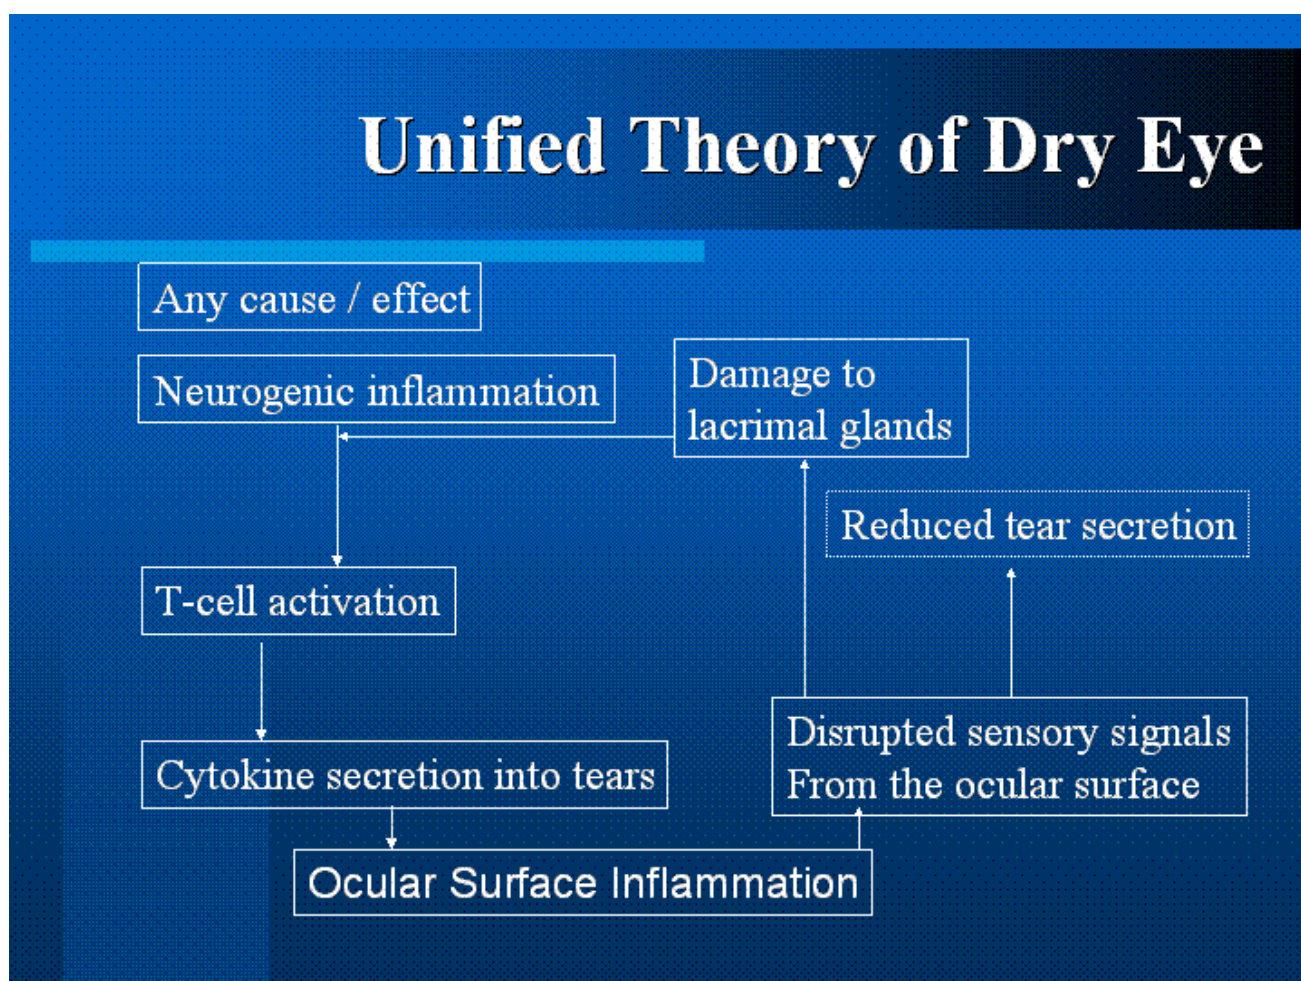 Unified Theory of Dry Eye
Any cause / effect
Neurogenic inflammation
Damage to
lacrimal glands
Reduced tear secretion
T-cell activation
Disrupted sensory signals
From the ocular surface
Cytokine secretion into tears
Ocular Surface Inflammation